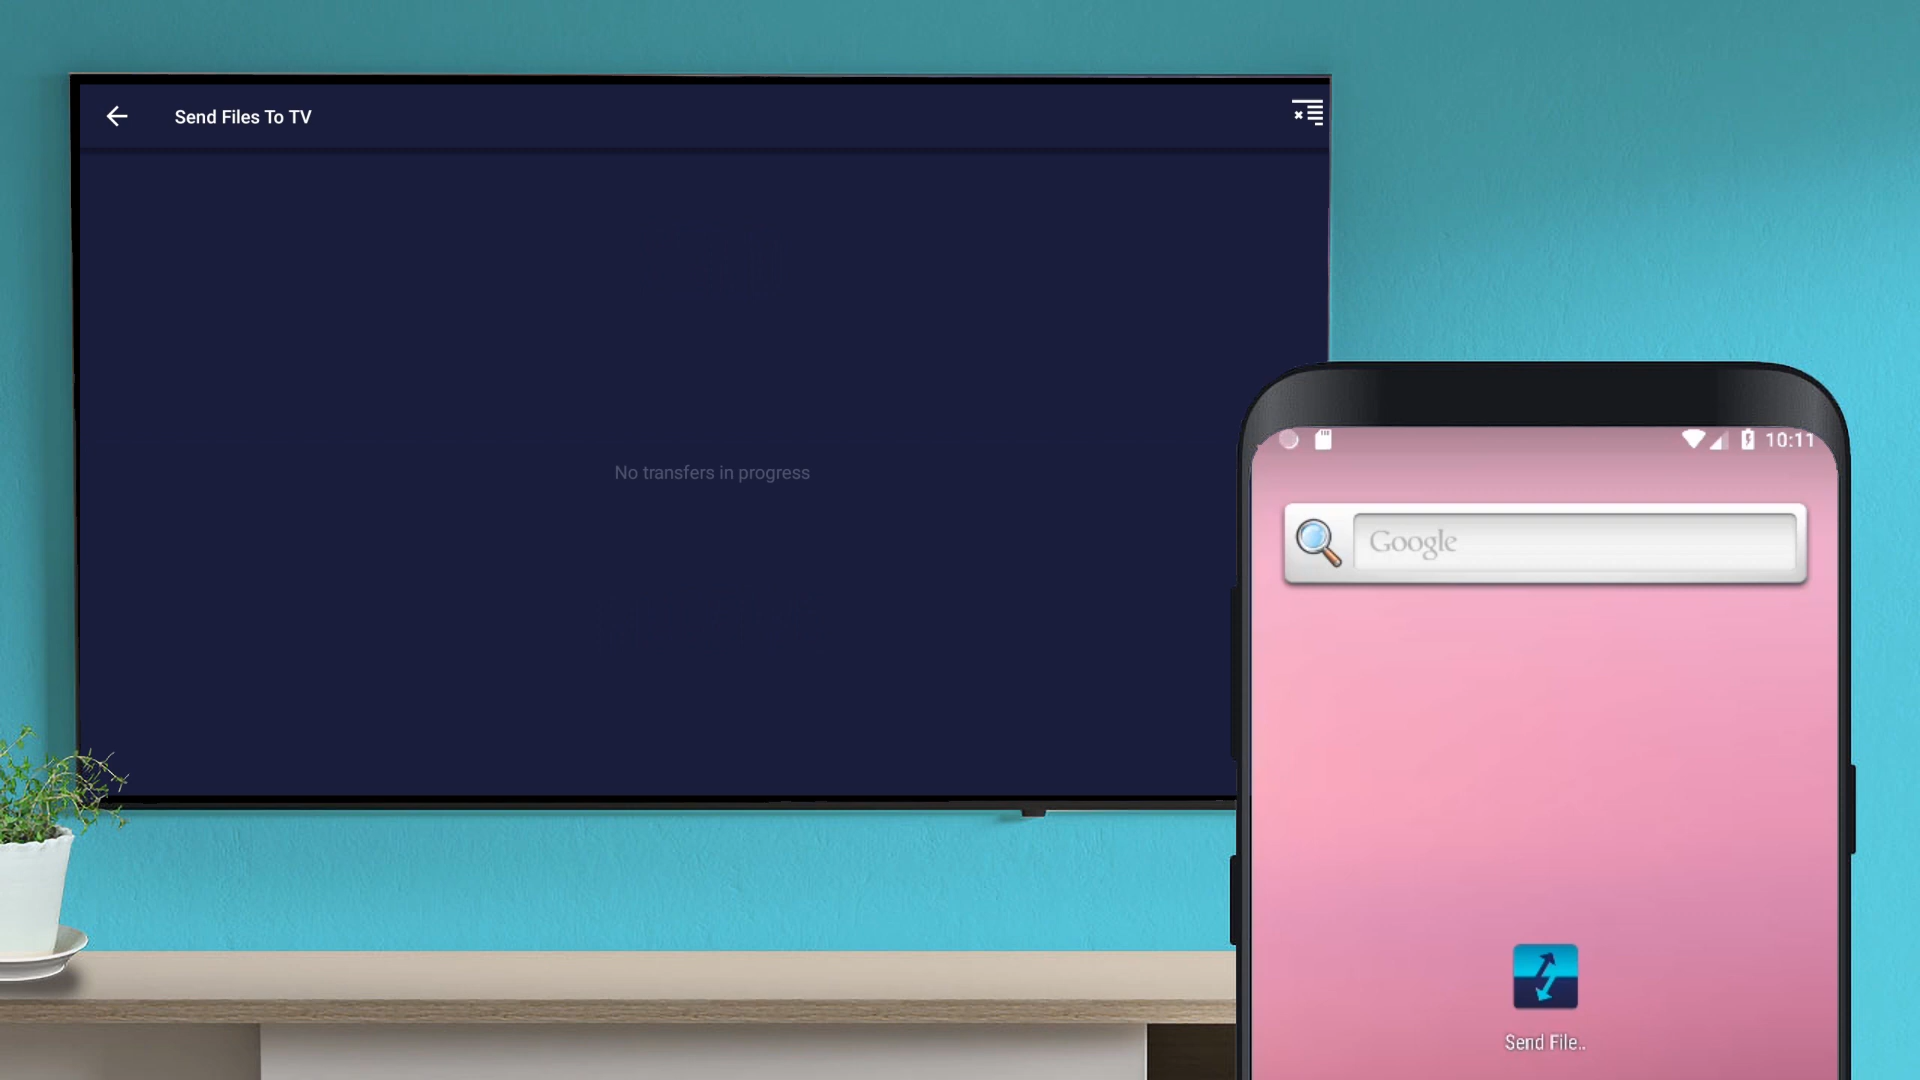 Send Files To TV
No transfers in progress
10:11
Google
Send File..